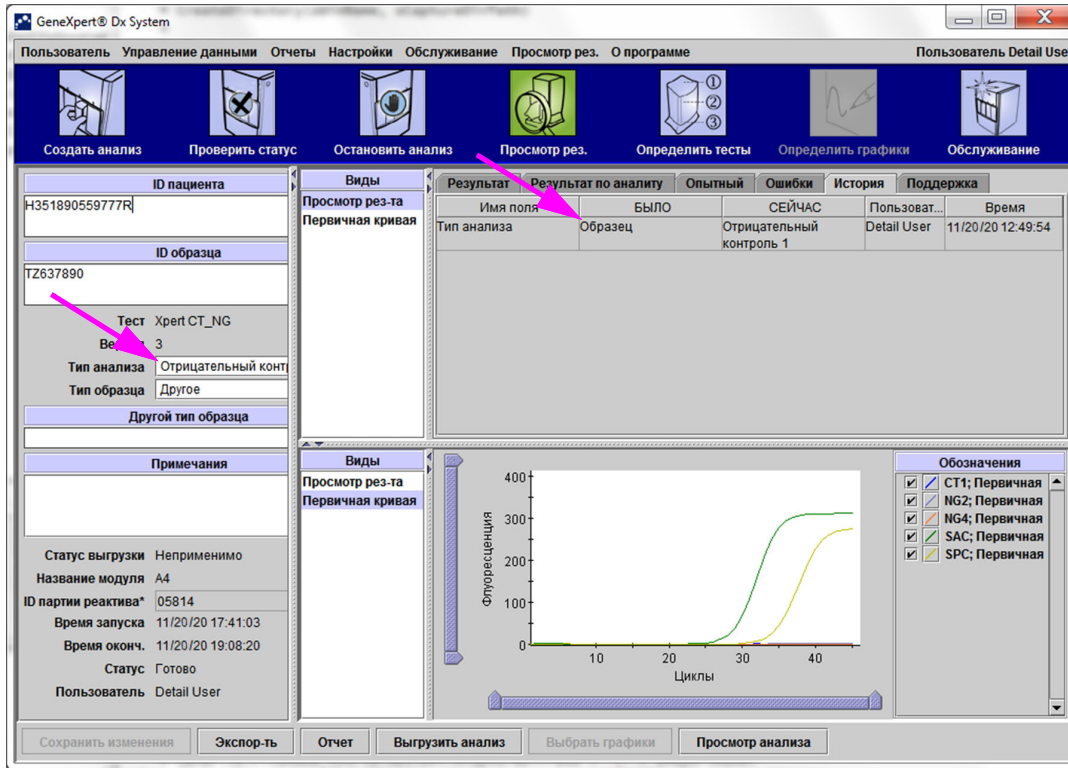 GeneXpert® Dx System
Пользователь Управление данными Отчеты Настройки Обслуживание Просмотр рез. О программе Пользователь Detail Use
Создать анализ Проверить статус Остановить анализ Просмотр рез. Определить тесты Определить графики Обслуживание
ID пациента
H351890559777R
ID образца
TZ637890
Тест Xpert CT_NG
3
Тип анализа Отрицательный контр
Тип образца Другое
Другой тип образца
Примечания
Статус выгрузки Неприменимо
Название модуля A4
ID партии реактива* 05814
Время запуска 11/20/20 17:41:03
Время оконч. 11/20/20 19:08:20
Статус Готово
Пользователь Detail User
Виды
Просмотр рез-та
Первичная кривая
Результат Результат по аналиту Опытный Ошибки История Поддержка
Имя поля БЫЛО СЕЙЧАС Пользоват... Время
Тип анализа Образец Отрицательный контроль 1 Detail User 11/20/20 12:49:54
Виды
Просмотр рез-та
Первичная кривая
Флуоресценция
400
300
200
100
0
10 20 30 40
Циклы
Обозначения
CT1; Первичная
NG2; Первичная
NG4; Первичная
SAC; Первичная
SPC; Первичная
Сохранить изменения Экспор-ть Отчет Выгрузить анализ Выбрать графики Просмотр анализа